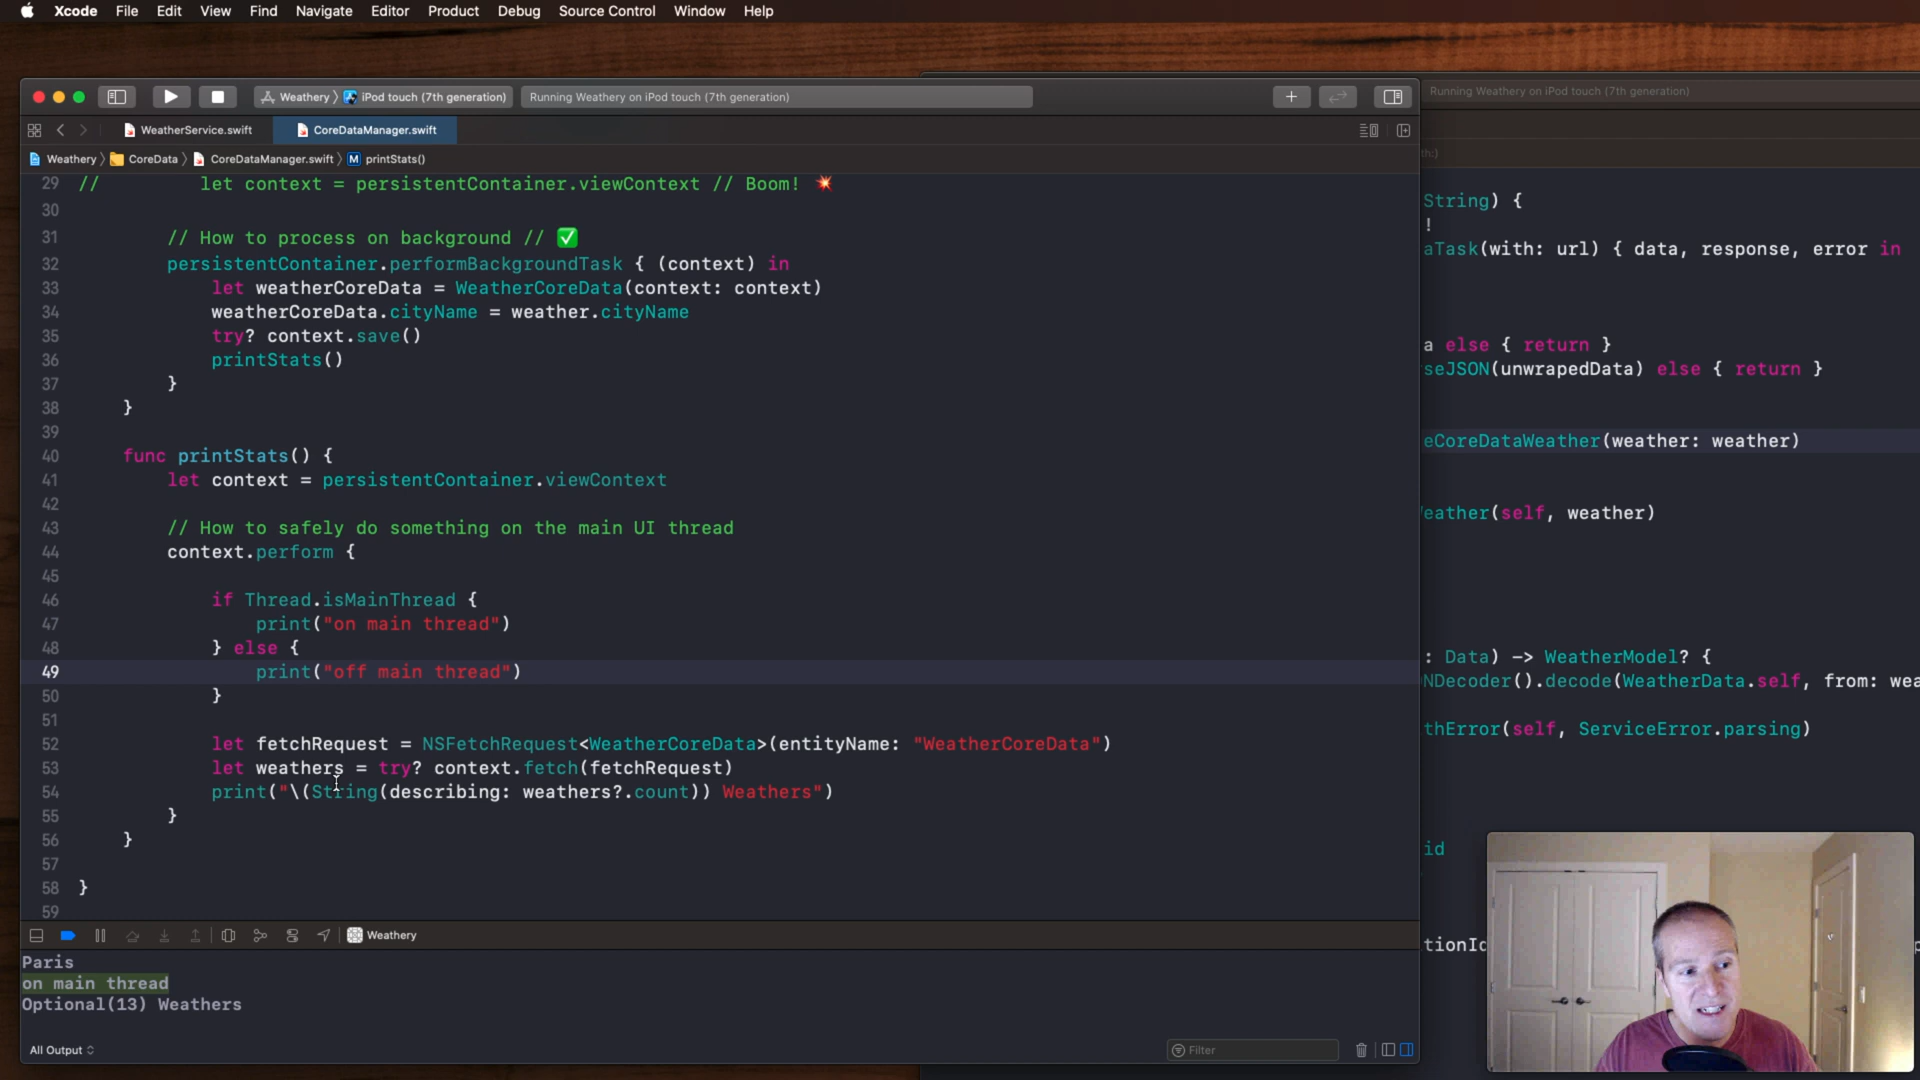 Xcode File Edit View Find Navigate Editor Product Debug Source Control Window Help
Weathery 〉 iPod touch (7th generation) Running Weathery on iPod touch (7th generation)
Running Weathery on iPod touch (7th generation)
WeatherService.swift CoreDataManager.swift
Weathery 〉 CoreData 〉 CoreDataManager.swift 〉 M printStats()
th:)
29 // let context = persistentContainer.viewContext // Boom! 💥
30
31 // How to process on background // ✅
32 persistentContainer.performBackgroundTask { (context) in
33 let weatherCoreData = WeatherCoreData(context: context)
34 weatherCoreData.cityName = weather.cityName
35 try? context.save()
36 printStats()
37 }
38 }
39
40 func printStats() {
41 let context = persistentContainer.viewContext
42
43 // How to safely do something on the main UI thread
44 context.perform {
45
46 if Thread.isMainThread {
47 print("on main thread")
48 } else {
49 print("off main thread")
50 }
51
52 let fetchRequest = NSFetchRequest<WeatherCoreData>(entityName: "WeatherCoreData")
53 let weathers = try? context.fetch(fetchRequest)
54 print("\(String(describing: weathers?.count)) Weathers")
55 }
56 }
57
58 }
59
String) {
!
aTask(with: url) { data, response, error in
a else { return }
seJSON(unwrapedData) else { return }
eCoreDataWeather(weather: weather)
eather(self, weather)
: Data) -> WeatherModel? {
NDecoder().decode(WeatherData.self, from: wea
thError(self, ServiceError.parsing)
id
tionId
Weathery
Paris
on main thread
Optional(13) Weathers
All Output Filter